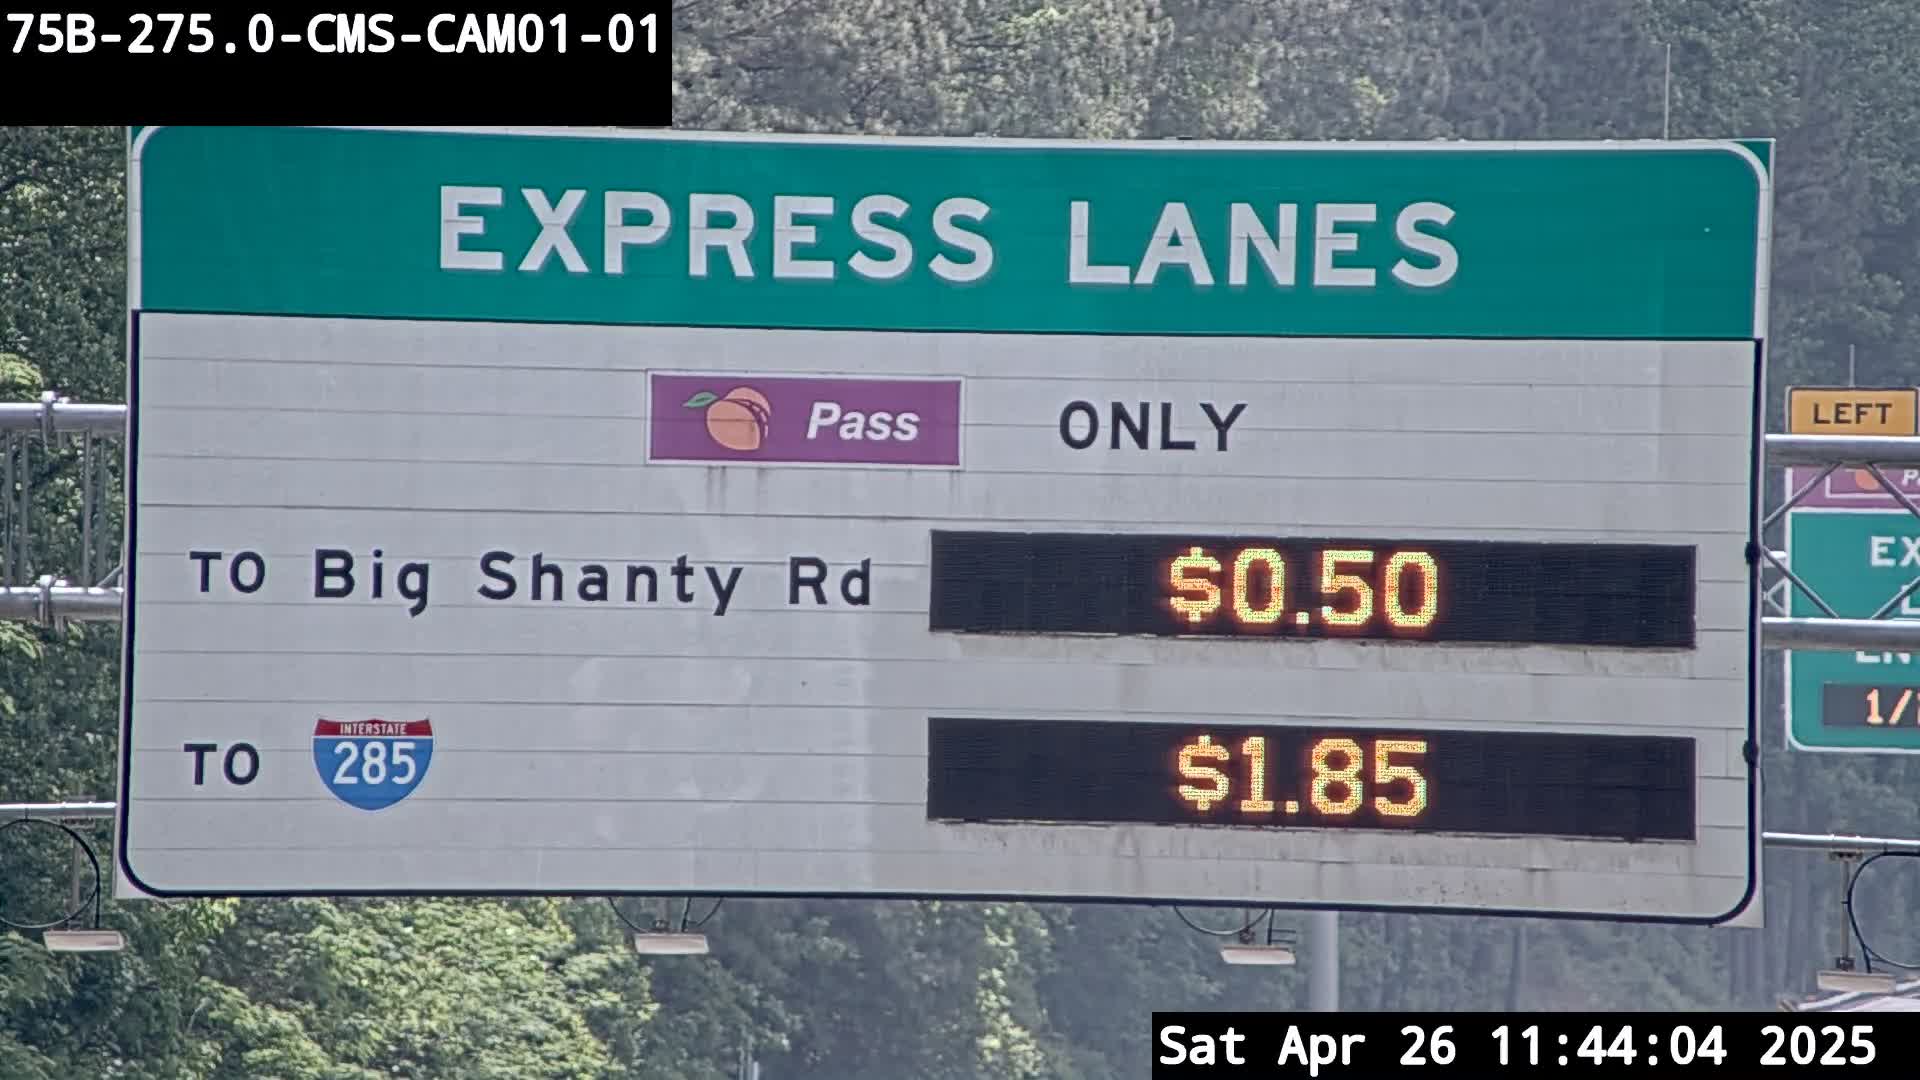 75B-275.0-CMS-CAM01-01
EXPRESS LANES
Pass ONLY
LEFT
TO Big Shanty Rd $0.50
TO INTERSTATE 285 $1.85
Sat Apr 26 11:44:04 2025